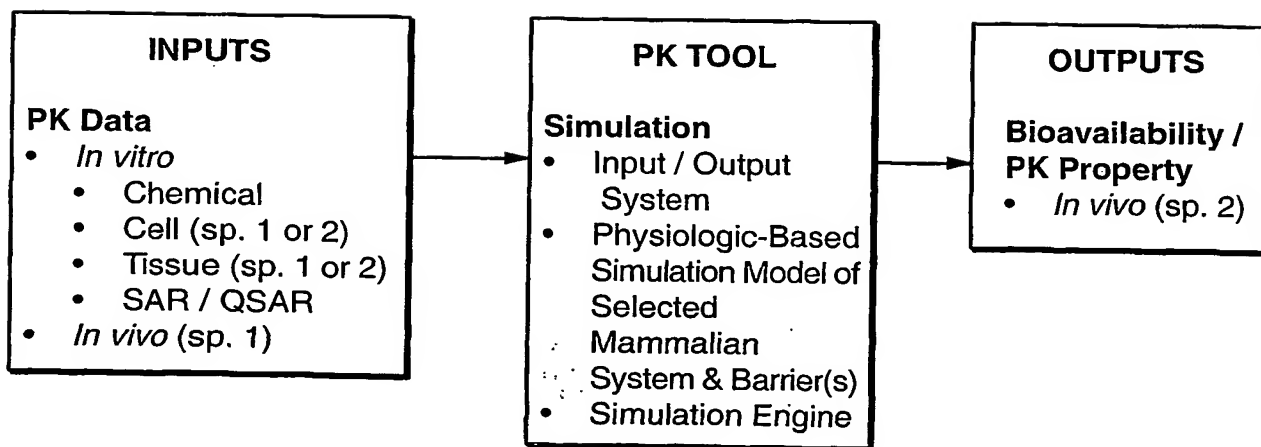 INPUTS
PK Data
• In vitro
• Chemical
• Cell (sp. 1 or 2)
• Tissue (sp. 1 or 2)
• SAR / QSAR
• In vivo (sp. 1)
PK TOOL
Simulation
• Input / Output
System
• Physiologic-Based
Simulation Model of
Selected
Mammalian
System & Barrier(s)
• Simulation Engine
OUTPUTS
Bioavailability /
PK Property
• In vivo (sp. 2)